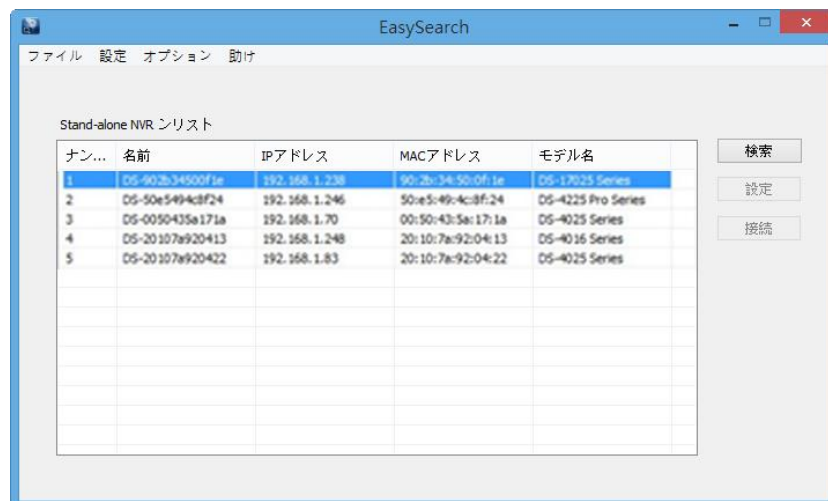 EasySearch
ファイル 設定 オプション 助け
Stand-alone NVR ンリスト
ナン... 名前 IPアドレス MACアドレス モデル名
1 DS-902b34500f1e 192.168.1.238 90:2b:34:50:0f:1e DS-17025 Series
2 DS-50e5494c8f24 192.168.1.246 50:e5:49:4c:8f:24 DS-4225 Pro Series
3 DS-0050435a171a 192.168.1.70 00:50:43:5a:17:1a DS-4025 Series
4 DS-20107a920413 192.168.1.248 20:10:7a:92:04:13 DS-4016 Series
5 DS-20107a920422 192.168.1.83 20:10:7a:92:04:22 DS-4025 Series
検索
設定
接続